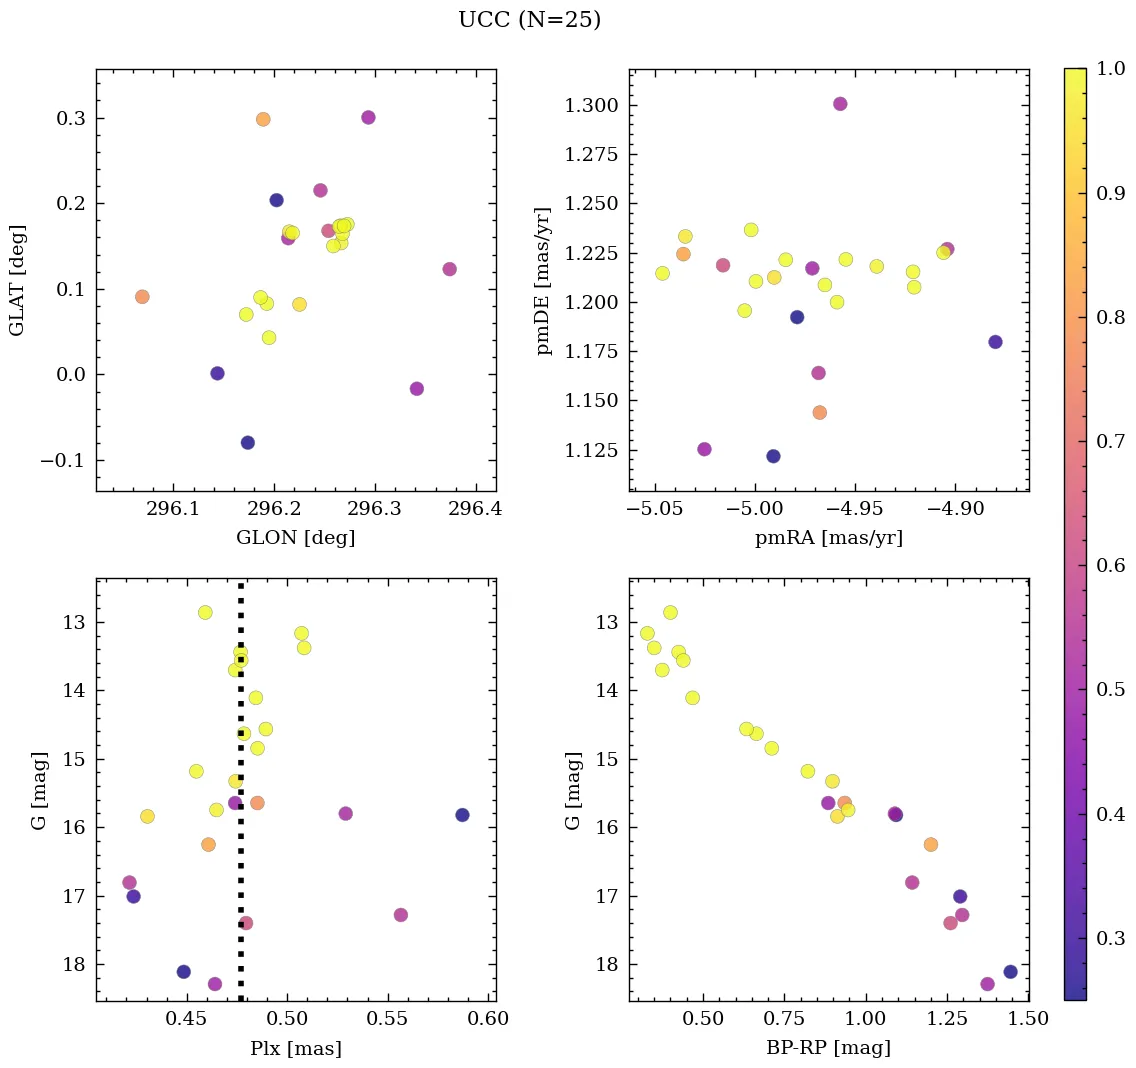 UCC (N=25)
0.3
0.2
0.1
0.0
−0.1
GLAT [deg]
296.1 296.2 296.3 296.4
GLON [deg]
1.300
1.275
1.250
1.225
1.200
1.175
1.150
1.125
pmDE [mas/yr]
−5.05 −5.00 −4.95 −4.90
pmRA [mas/yr]
13
14
15
16
17
18
G [mag]
0.45 0.50 0.55 0.60
Plx [mas]
13
14
15
16
17
18
G [mag]
0.50 0.75 1.00 1.25 1.50
BP-RP [mag]
1.0
0.9
0.8
0.7
0.6
0.5
0.4
0.3